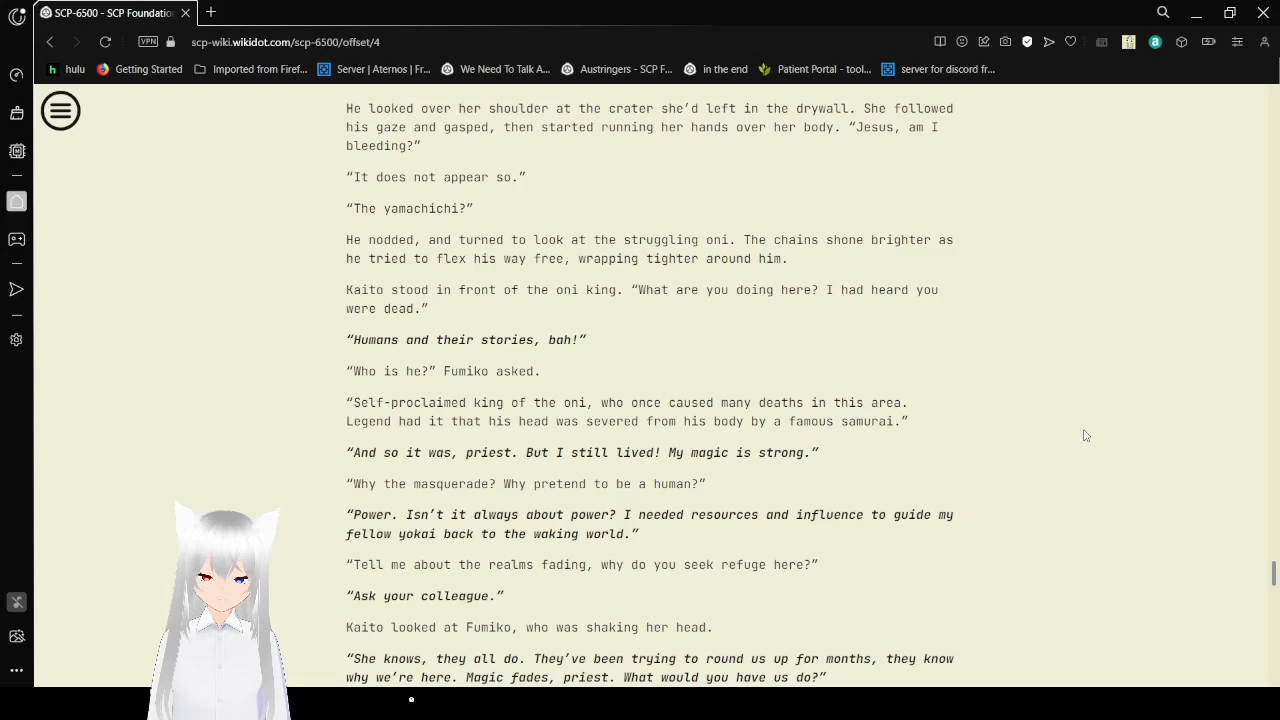 SCP-6500 - SCP Foundatio
VPN
scp-wiki.wikidot.com/scp-6500/offset/4
hulu
Getting Started
Imported from Firef...
Server | Aternos | Fr...
We Need To Talk A...
Austringers - SCP F...
in the end
Patient Portal - tool...
server for discord fr...
He looked over her shoulder at the crater she’d left in the drywall. She followed
his gaze and gasped, then started running her hands over her body. “Jesus, am I
bleeding?”
“It does not appear so.”
“The yamachichi?”
He nodded, and turned to look at the struggling oni. The chains shone brighter as
he tried to flex his way free, wrapping tighter around him.
Kaito stood in front of the oni king. “What are you doing here? I had heard you
were dead.”
“Humans and their stories, bah!”
“Who is he?” Fumiko asked.
“Self-proclaimed king of the oni, who once caused many deaths in this area.
Legend had it that his head was severed from his body by a famous samurai.”
“And so it was, priest. But I still lived! My magic is strong.”
“Why the masquerade? Why pretend to be a human?”
“Power. Isn’t it always about power? I needed resources and influence to guide my
fellow yokai back to the waking world.”
“Tell me about the realms fading, why do you seek refuge here?”
“Ask your colleague.”
Kaito looked at Fumiko, who was shaking her head.
“She knows, they all do. They’ve been trying to round us up for months, they know
why we’re here. Magic fades, priest. What would you have us do?”